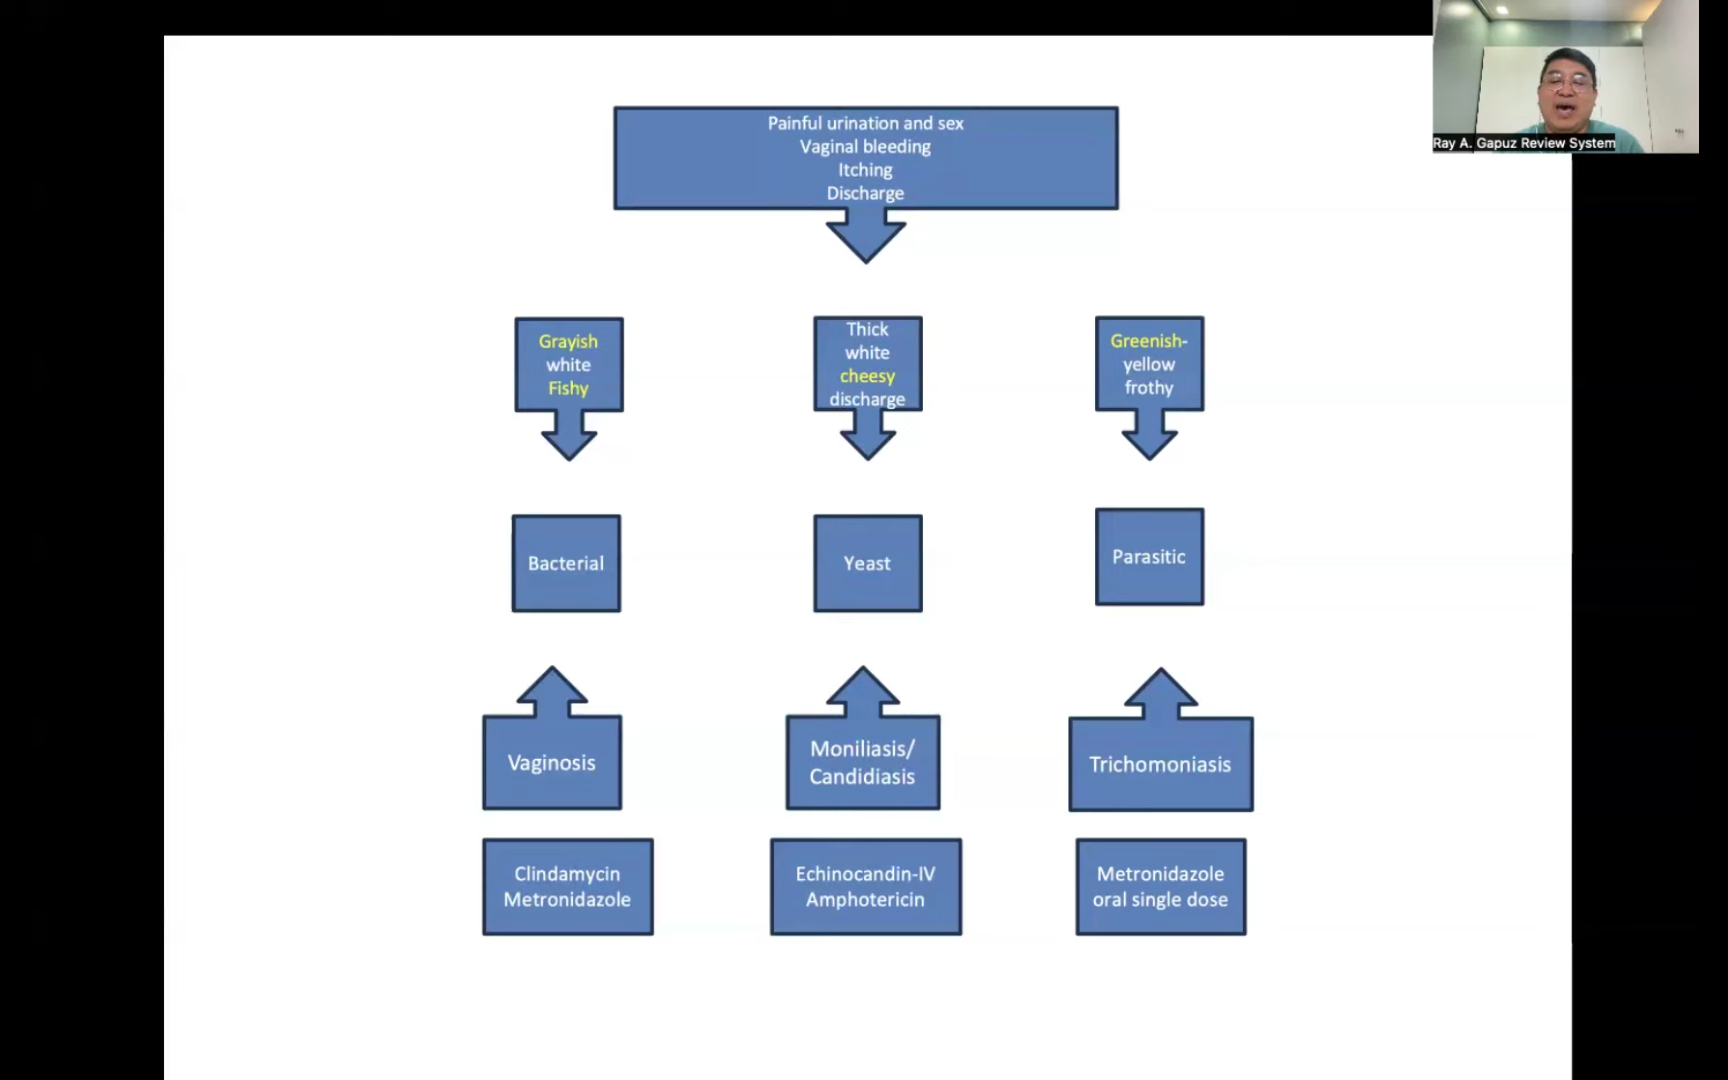 Ray A. Gapuz Review System
Painful urination and sex
Vaginal bleeding
Itching
Discharge
Grayish
white
Fishy
Thick
white
cheesy
discharge
Greenish-
yellow
frothy
Bacterial
Yeast
Parasitic
Vaginosis
Moniliasis/
Candidiasis
Trichomoniasis
Clindamycin
Metronidazole
Echinocandin-IV
Amphotericin
Metronidazole
oral single dose